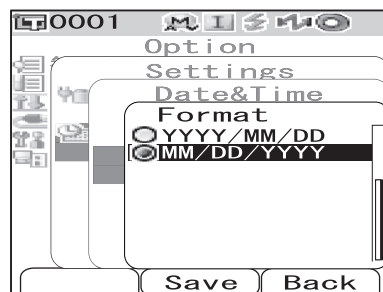 0001 M I
Option
Settings
Date&Time
Format
YYYY/MM/DD
MM/DD/YYYY
Save Back